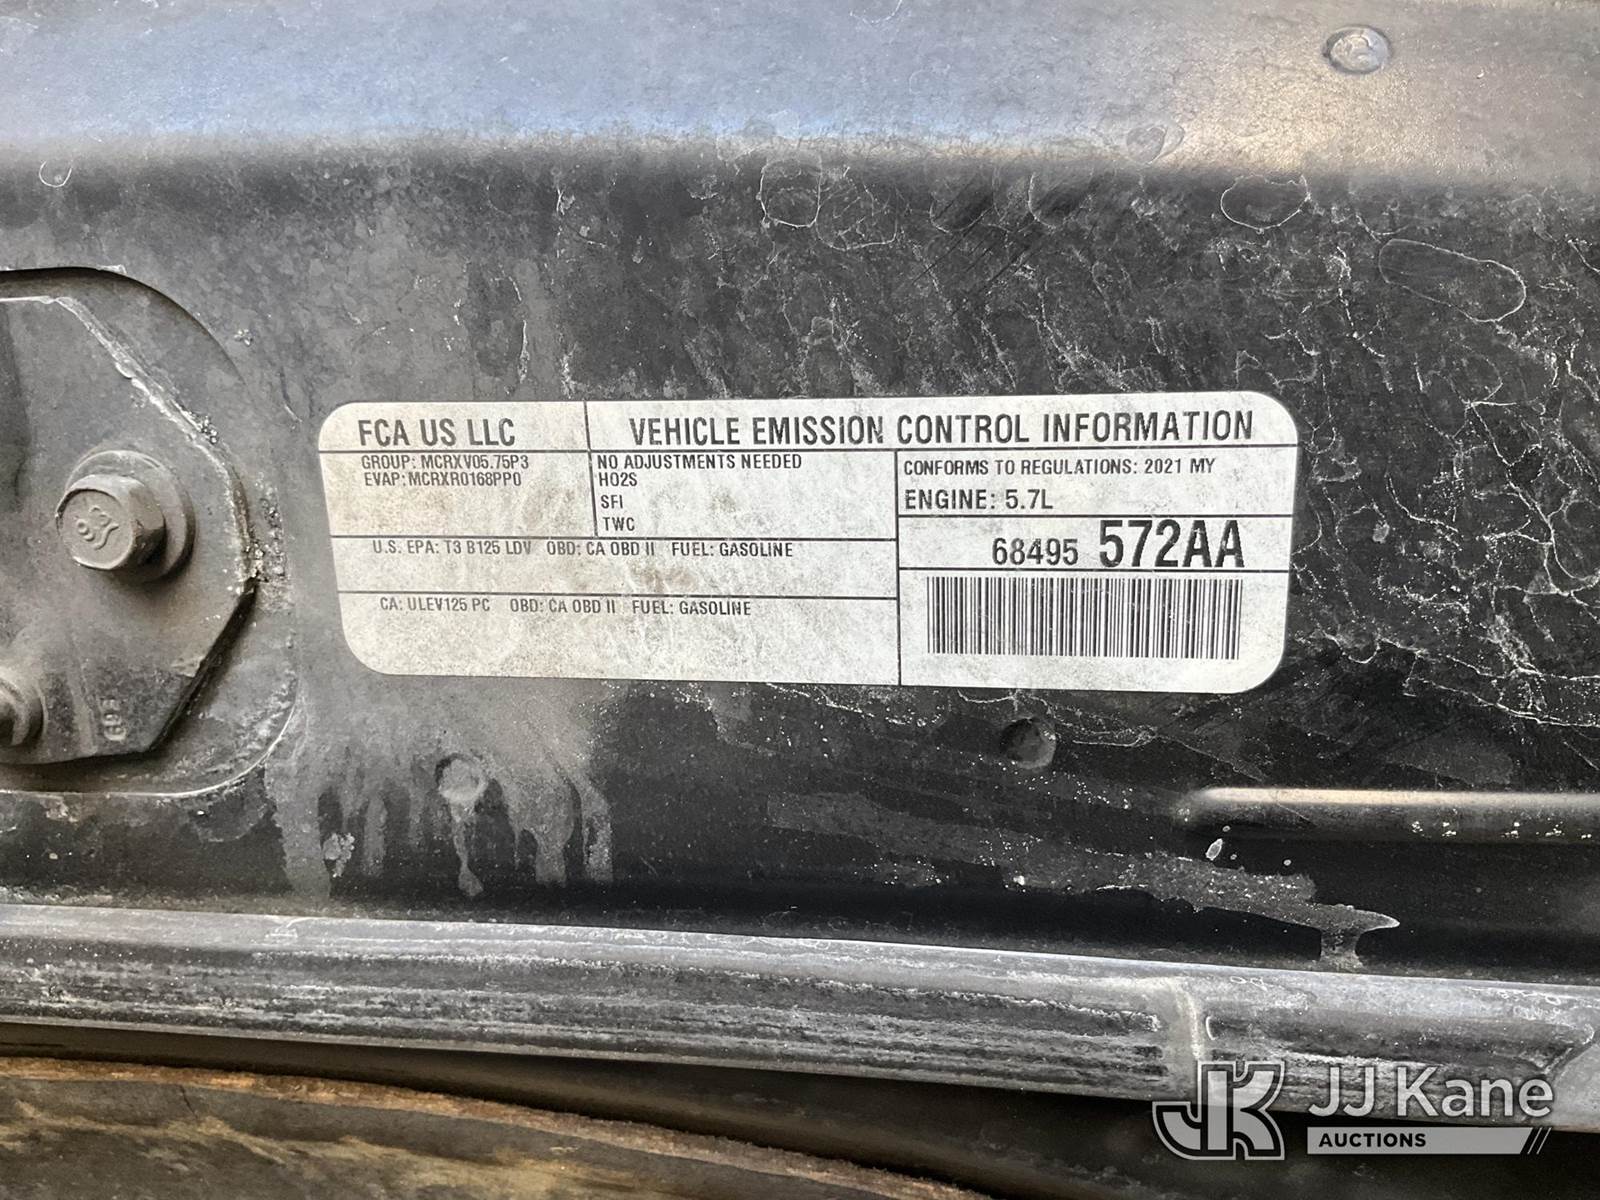 FCA US LLC
VEHICLE EMISSION CONTROL INFORMATION
GROUP: MCRXV05.75P3
EVAP: MCRXR0168PP0
NO ADJUSTMENTS NEEDED
HO2S
SFI
TWC
CONFORMS TO REGULATIONS: 2021 MY
ENGINE: 5.7L
68495 572AA
U.S. EPA: T3 B125 LDV OBD: CA OBD II FUEL: GASOLINE
CA: ULEV125 PC OBD: CA OBD II FUEL: GASOLINE
JK JJ Kane
AUCTIONS